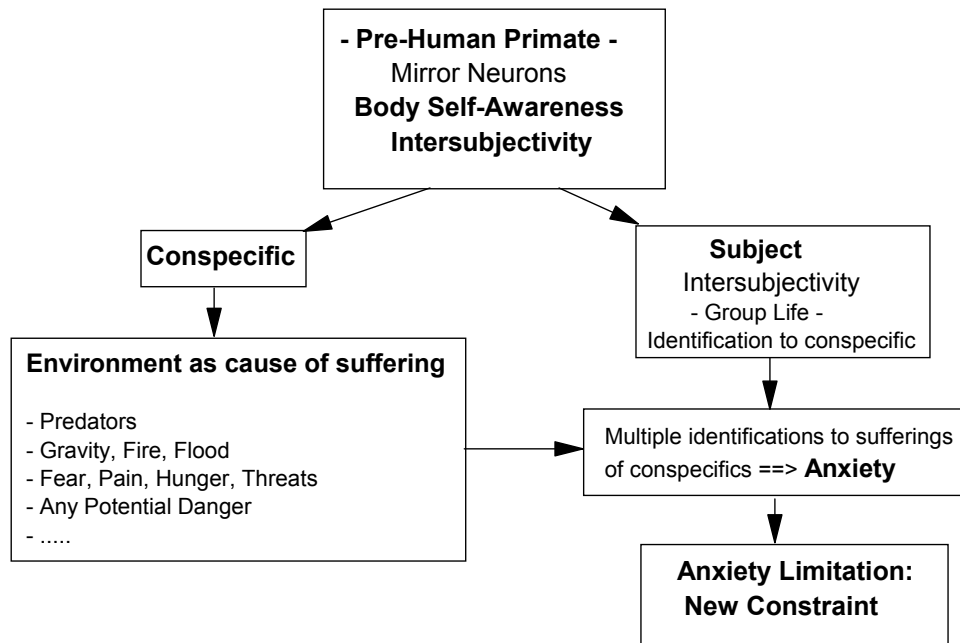 - Pre-Human Primate -
Mirror Neurons
Body Self-Awareness
Intersubjectivity
Conspecific
Subject
Intersubjectivity
- Group Life -
Identification to conspecific
Environment as cause of suffering
- Predators
- Gravity, Fire, Flood
- Fear, Pain, Hunger, Threats
- Any Potential Danger
- .....
Multiple identifications to sufferings
of conspecifics ==> Anxiety
Anxiety Limitation:
New Constraint